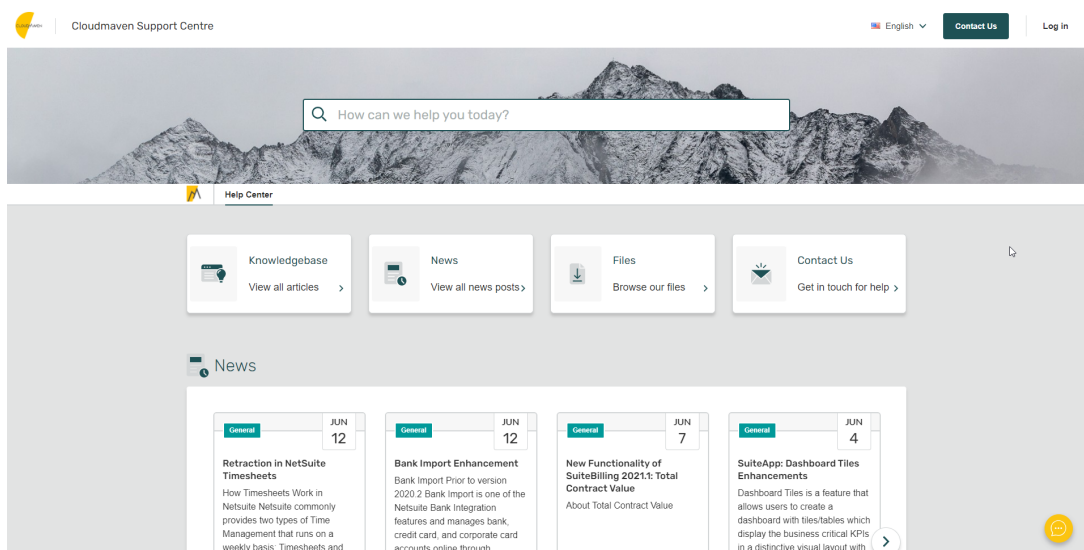 Cloudmaven Support Centre
English
Contact Us
Log in
How can we help you today?
Help Center
Knowledgebase
View all articles
News
View all news posts
Files
Browse our files
Contact Us
Get in touch for help
News
General
JUN
12
Retraction in NetSuite
Timesheets
How Timesheets Work in
Netsuite Netsuite commonly
provides two types of Time
Management that runs on a
weekly basis: Timesheets and
General
JUN
12
Bank Import Enhancement
Bank Import Prior to version
2020.2 Bank Import is one of the
Netsuite Bank Integration
features and manages bank,
credit card, and corporate card
accounts online through
General
JUN
7
New Functionality of
SuiteBilling 2021.1: Total
Contract Value
About Total Contract Value
General
JUN
4
SuiteApp: Dashboard Tiles
Enhancements
Dashboard Tiles is a feature that
allows users to create a
dashboard with tiles/tables which
display the business critical KPIs
in a distinctive visual layout with